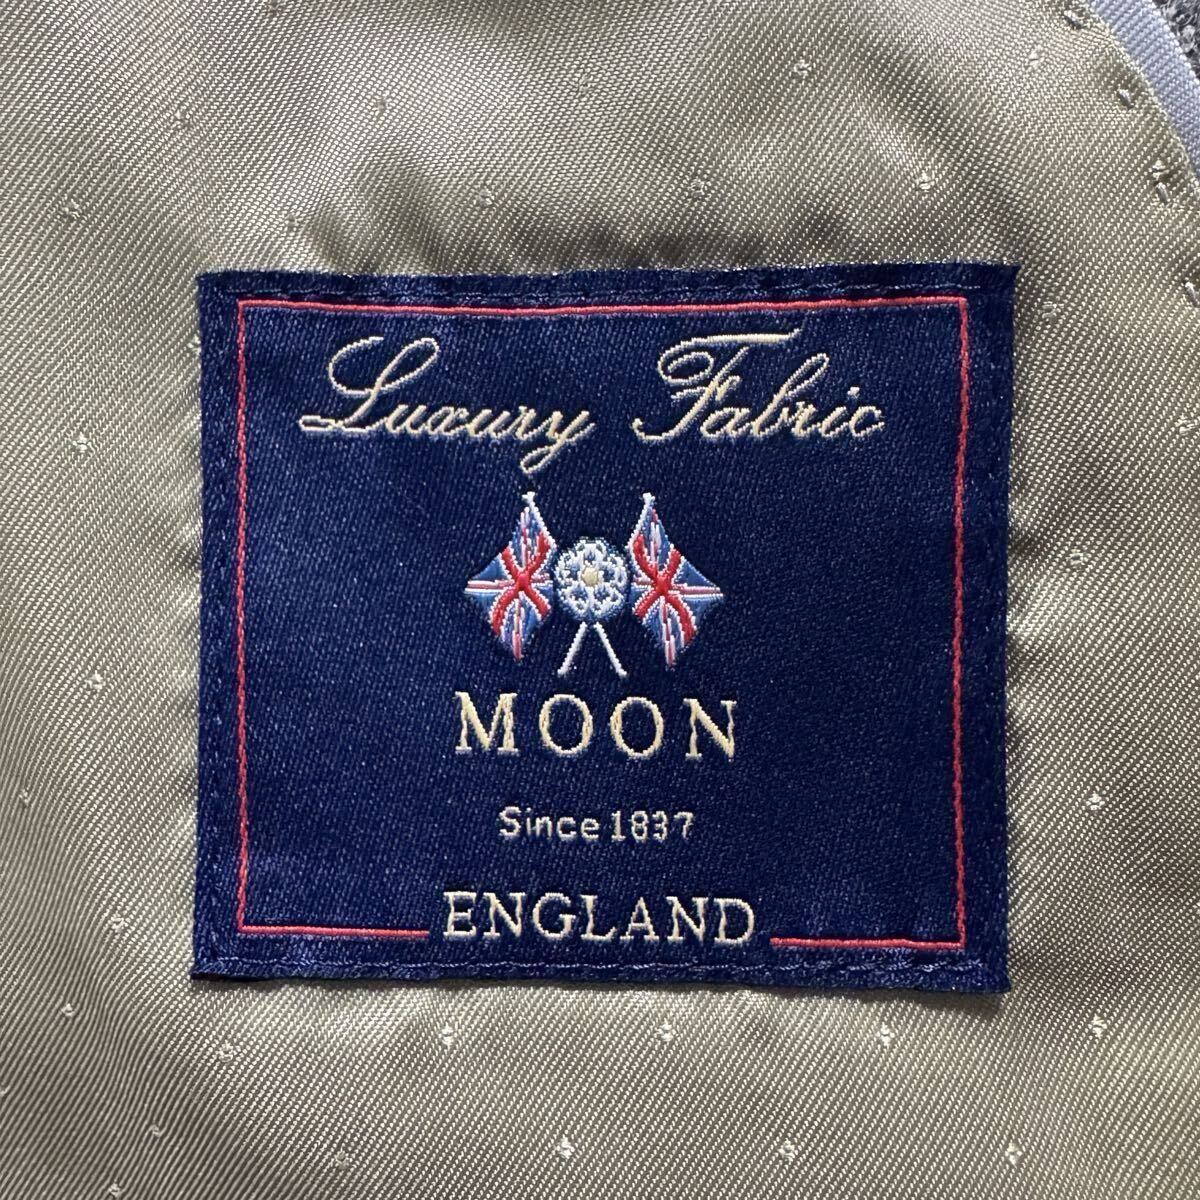 Luxury Fabric
MOON
Since 1837
ENGLAND